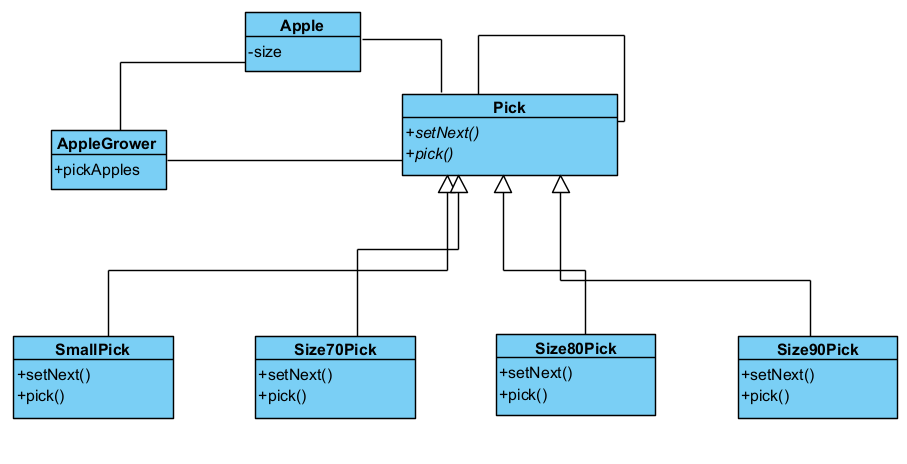 Apple
-size
Pick
+setNext()
+pick()
AppleGrower
+pickApples
SmallPick
+setNext()
+pick()
Size70Pick
+setNext()
+pick()
Size80Pick
+setNext()
+pick()
Size90Pick
+setNext()
+pick()